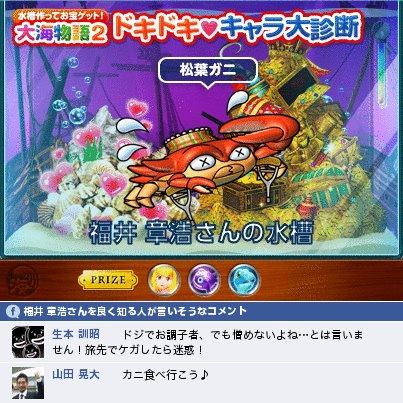 水槽作ってお宝ゲット!
大海物語2 ドキドキ♥キャラ大診断
松葉ガニ
福井 章浩さんの水槽
PRIZE
福井 章浩さんを良く知る人が言いそうなコメント
生本 訓昭 ドジでお調子者、でも憎めないよね…とは言いま
せん!旅先でケガしたら迷惑!
山田 晃大 カニ食べ行こう♪